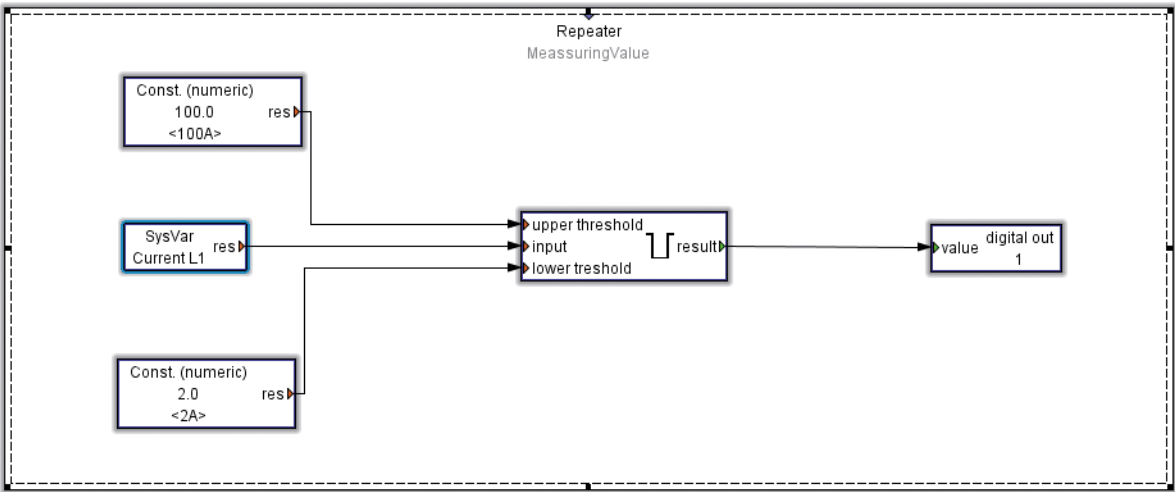 Repeater
MeassuringValue
Const. (numeric)
100.0
res
<100A>
SysVar
res
Current L1
upper threshold
input
result
lower treshold
digital out
value
1
Const. (numeric)
2.0
res
<2A>